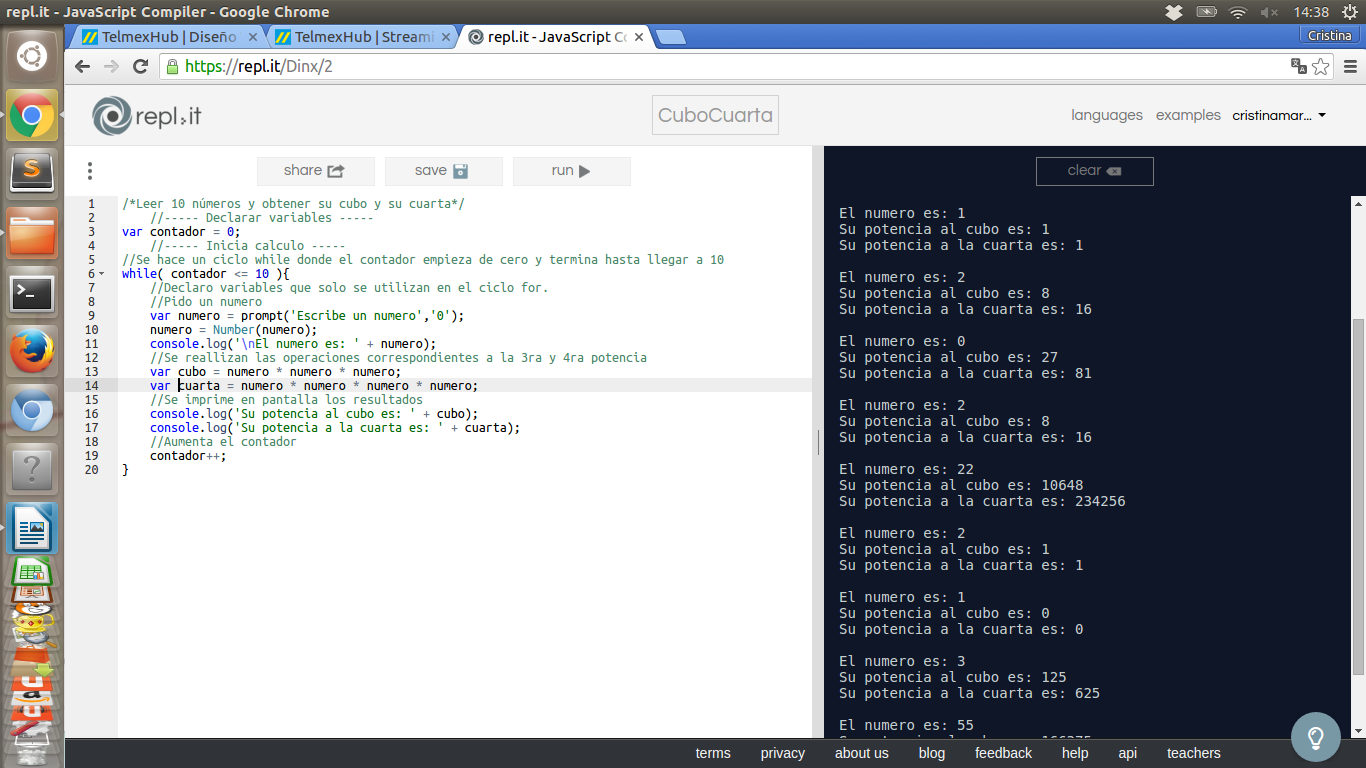 repl.it - JavaScript Compiler - Google Chrome
14:38
TelmexHub | Diseño
TelmexHub | Streami
repl.it - JavaScript Co
Cristina
https://repl.it/Dinx/2
repl.it
CuboCuarta
languages
examples
cristinamar...
share
save
run
clear
1 /*Leer 10 números y obtener su cubo y su cuarta*/
2 //----- Declarar variables -----
3 var contador = 0;
4 //----- Inicia calculo -----
5 //Se hace un ciclo while donde el contador empieza de cero y termina hasta llegar a 10
6 while( contador <= 10 ){
7 //Declaro variables que solo se utilizan en el ciclo for.
8 //Pido un numero
9 var numero = prompt('Escribe un numero','0');
10 numero = Number(numero);
11 console.log('\nEl numero es: ' + numero);
12 //Se reallizan las operaciones correspondientes a la 3ra y 4ra potencia
13 var cubo = numero * numero * numero;
14 var cuarta = numero * numero * numero * numero;
15 //Se imprime en pantalla los resultados
16 console.log('Su potencia al cubo es: ' + cubo);
17 console.log('Su potencia a la cuarta es: ' + cuarta);
18 //Aumenta el contador
19 contador++;
20 }
El numero es: 1
Su potencia al cubo es: 1
Su potencia a la cuarta es: 1
El numero es: 2
Su potencia al cubo es: 8
Su potencia a la cuarta es: 16
El numero es: 0
Su potencia al cubo es: 27
Su potencia a la cuarta es: 81
El numero es: 2
Su potencia al cubo es: 8
Su potencia a la cuarta es: 16
El numero es: 22
Su potencia al cubo es: 10648
Su potencia a la cuarta es: 234256
El numero es: 2
Su potencia al cubo es: 1
Su potencia a la cuarta es: 1
El numero es: 1
Su potencia al cubo es: 0
Su potencia a la cuarta es: 0
El numero es: 3
Su potencia al cubo es: 125
Su potencia a la cuarta es: 625
El numero es: 55
terms
privacy
about us
blog
feedback
help
api
teachers